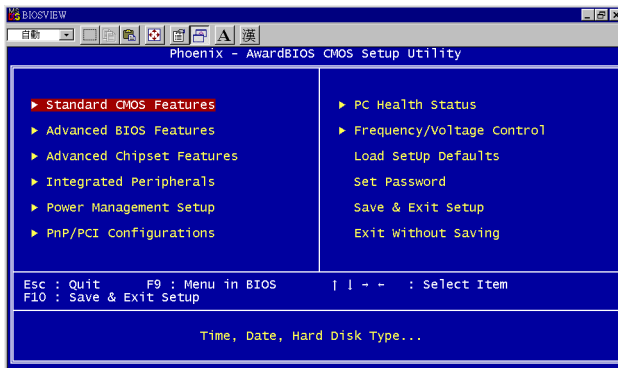 BIOSVIEW
自動
A 漢
Phoenix - AwardBIOS CMOS Setup Utility
▶ Standard CMOS Features
▶ Advanced BIOS Features
▶ Advanced Chipset Features
▶ Integrated Peripherals
▶ Power Management Setup
▶ PnP/PCI Configurations
▶ PC Health Status
▶ Frequency/Voltage Control
Load SetUp Defaults
Set Password
Save & Exit Setup
Exit Without Saving
Esc : Quit F9 : Menu in BIOS ↑ ↓ → ← : Select Item
F10 : Save & Exit Setup
Time, Date, Hard Disk Type...